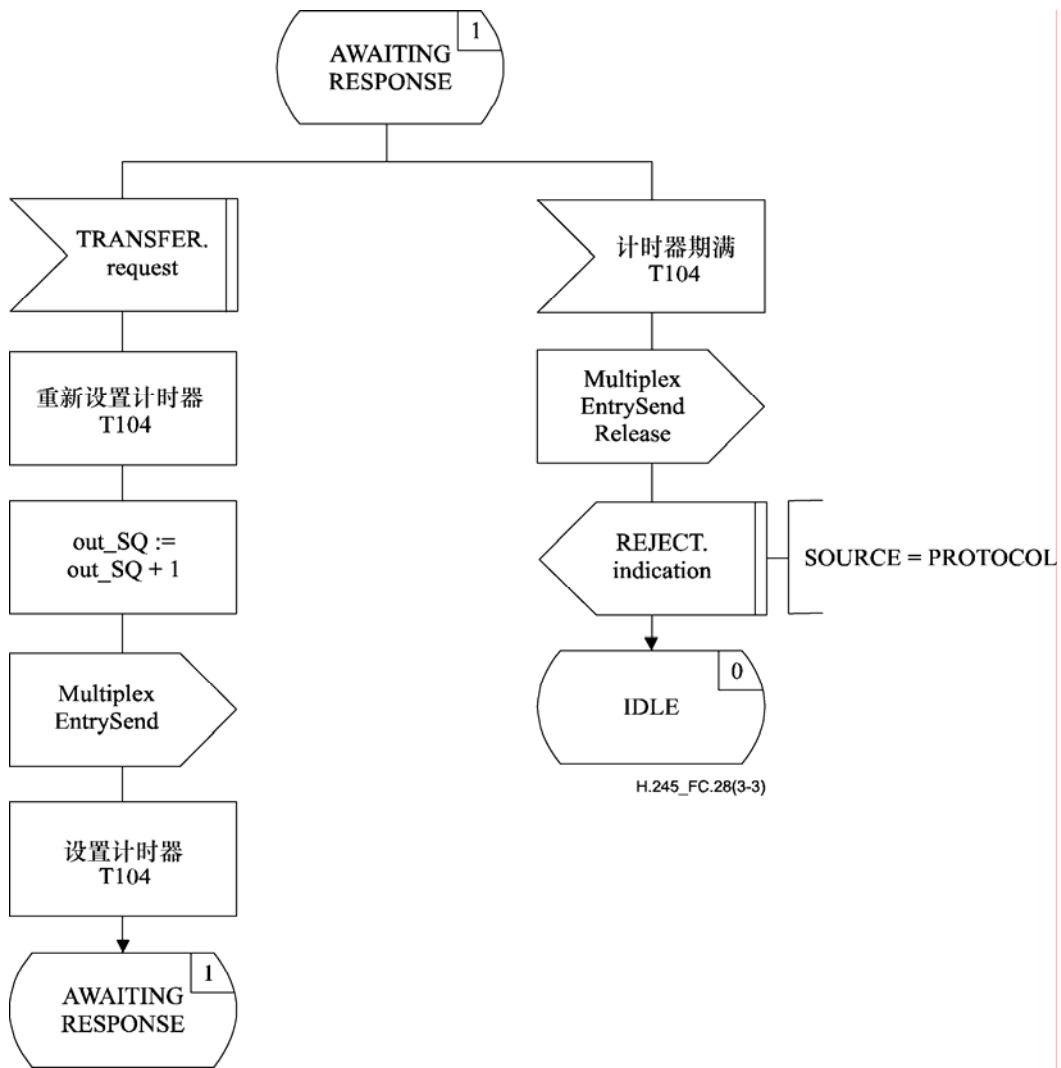 1
AWAITING
RESPONSE
TRANSFER.
request
重新设置计时器
T104
out_SQ :=
out_SQ + 1
Multiplex
EntrySend
设置计时器
T104
1
AWAITING
RESPONSE
计时器期满
T104
Multiplex
EntrySend
Release
REJECT.
indication
SOURCE = PROTOCOL
0
IDLE
H.245_FC.28(3-3)